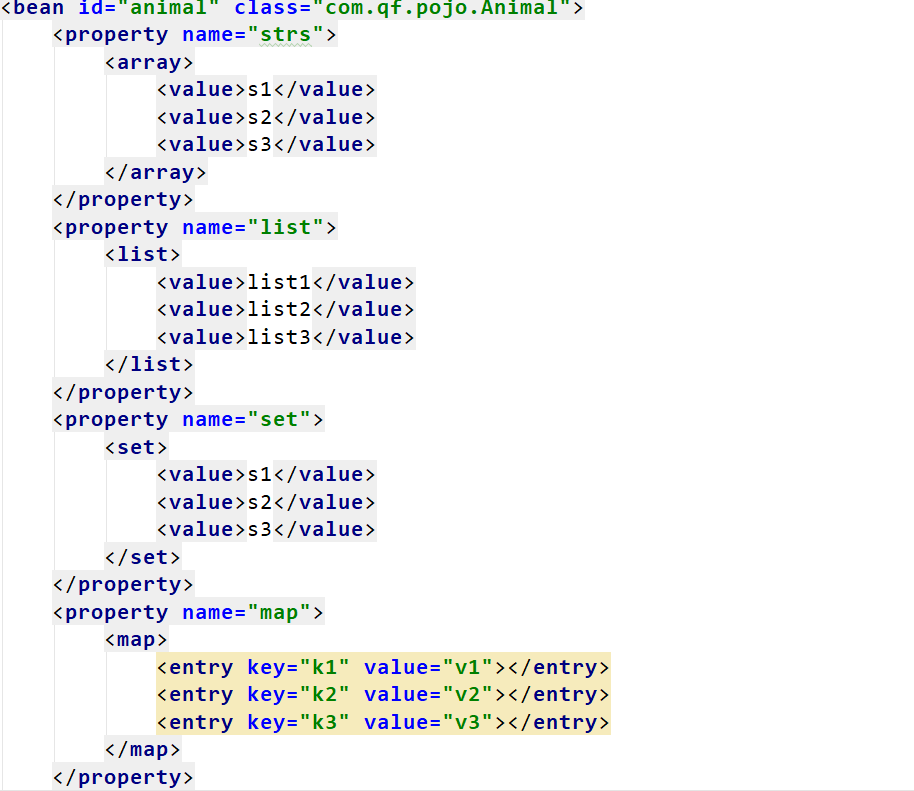 <bean id="animal" class="com.qf.pojo.Animal">
    <property name="strs">
        <array>
            <value>s1</value>
            <value>s2</value>
            <value>s3</value>
        </array>
    </property>
    <property name="list">
        <list>
            <value>list1</value>
            <value>list2</value>
            <value>list3</value>
        </list>
    </property>
    <property name="set">
        <set>
            <value>s1</value>
            <value>s2</value>
            <value>s3</value>
        </set>
    </property>
    <property name="map">
        <map>
            <entry key="k1" value="v1"></entry>
            <entry key="k2" value="v2"></entry>
            <entry key="k3" value="v3"></entry>
        </map>
    </property>